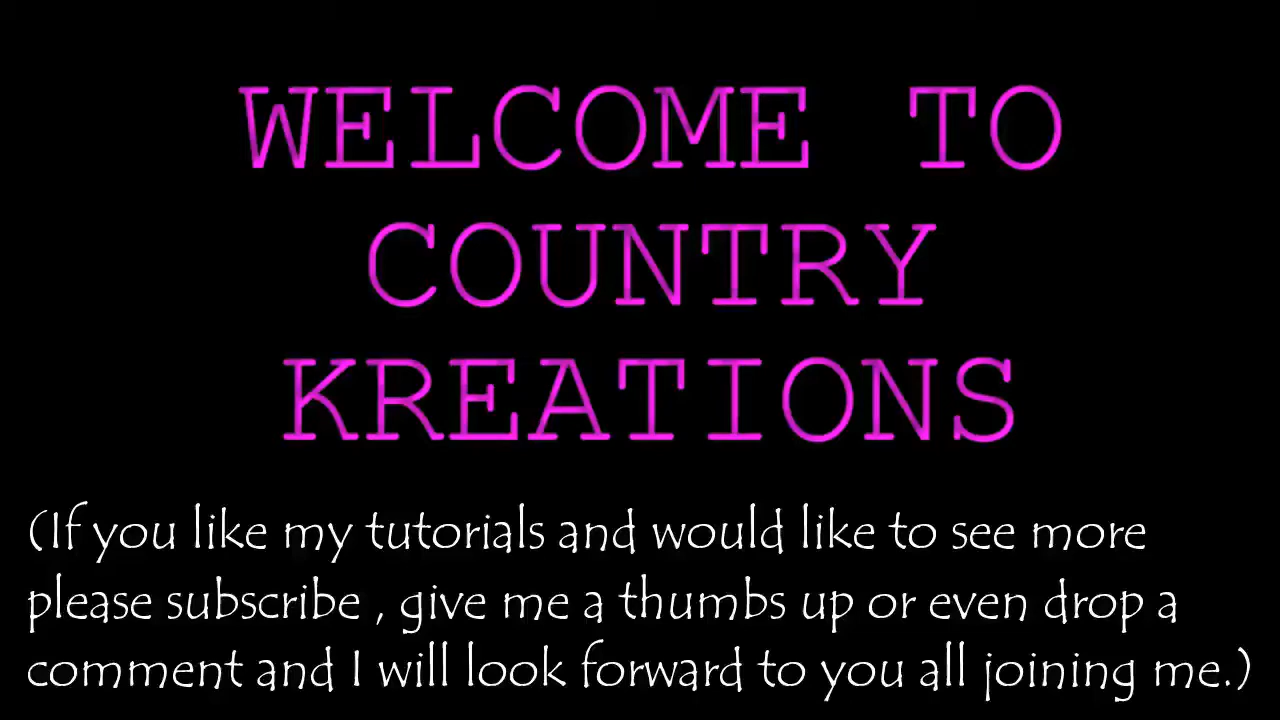 WELCOME TO
COUNTRY
KREATIONS
(If you like my tutorials and would like to see more
please subscribe , give me a thumbs up or even drop a
comment and I will look forward to you all joining me.)